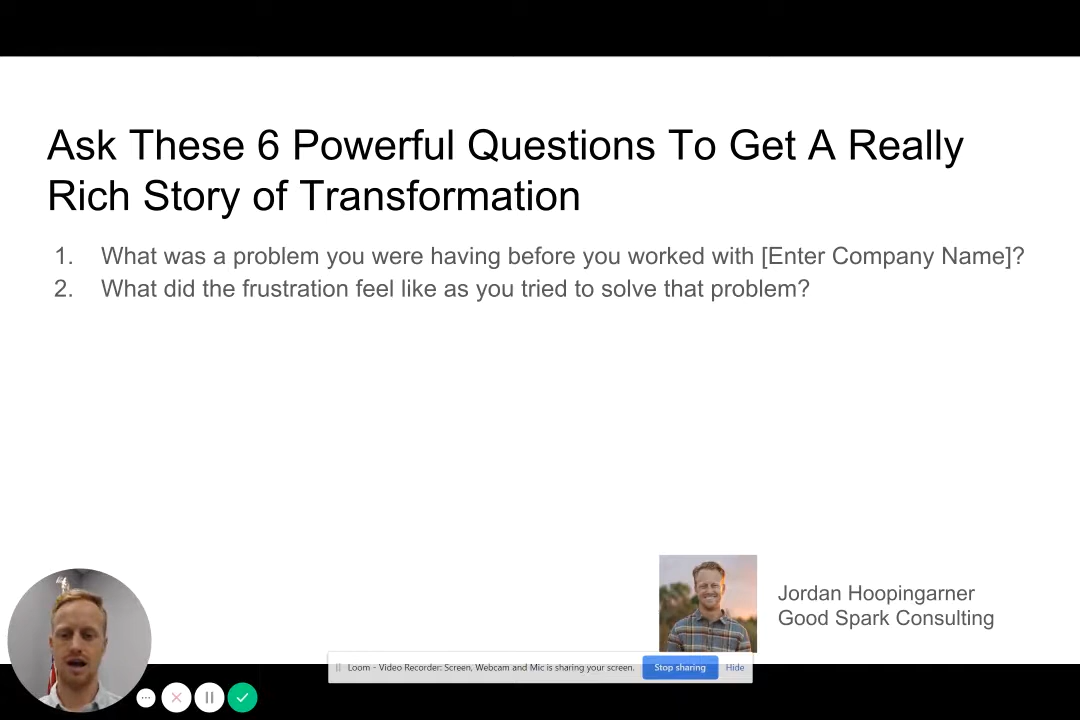 Ask These 6 Powerful Questions To Get A Really
Rich Story of Transformation
1. What was a problem you were having before you worked with [Enter Company Name]?
2. What did the frustration feel like as you tried to solve that problem?
Jordan Hoopingarner
Good Spark Consulting
Loom - Video Recorder: Screen, Webcam and Mic is sharing your screen. Stop sharing Hide